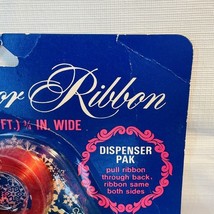 or Ribbon
FT.) ¾ IN. WIDE
DISPENSER
PAK
pull ribbon
through back,
ribbon same
both sides